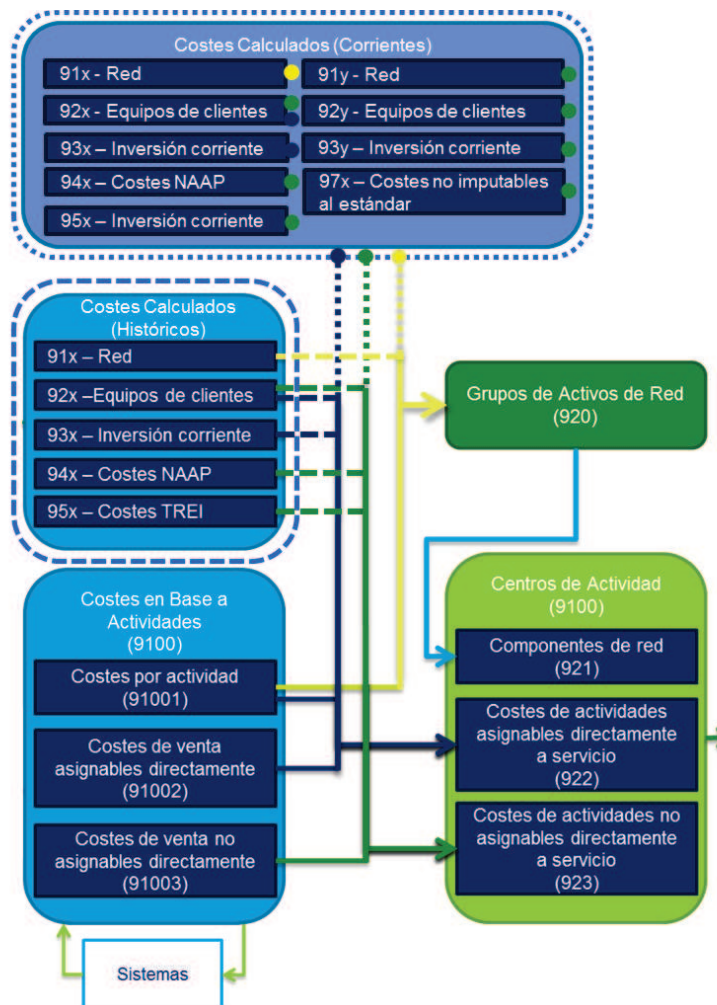 Costes Calculados (Corrientes)
91x - Red
92x - Equipos de clientes
93x – Inversión corriente
94x – Costes NAAP
95x – Inversión corriente
91y - Red
92y - Equipos de clientes
93y – Inversión corriente
97x – Costes no imputables
al estándar
Costes Calculados
(Históricos)
91x – Red
92x –Equipos de clientes
93x – Inversión corriente
94x – Costes NAAP
95x – Costes TREI
Grupos de Activos de Red
(920)
Costes en Base a
Actividades
(9100)
Costes por actividad
(91001)
Costes de venta
asignables directamente
(91002)
Costes de venta no
asignables directamente
(91003)
Centros de Actividad
(9100)
Componentes de red
(921)
Costes de actividades
asignables directamente
a servicio
(922)
Costes de actividades no
asignables directamente
a servicio
(923)
Sistemas